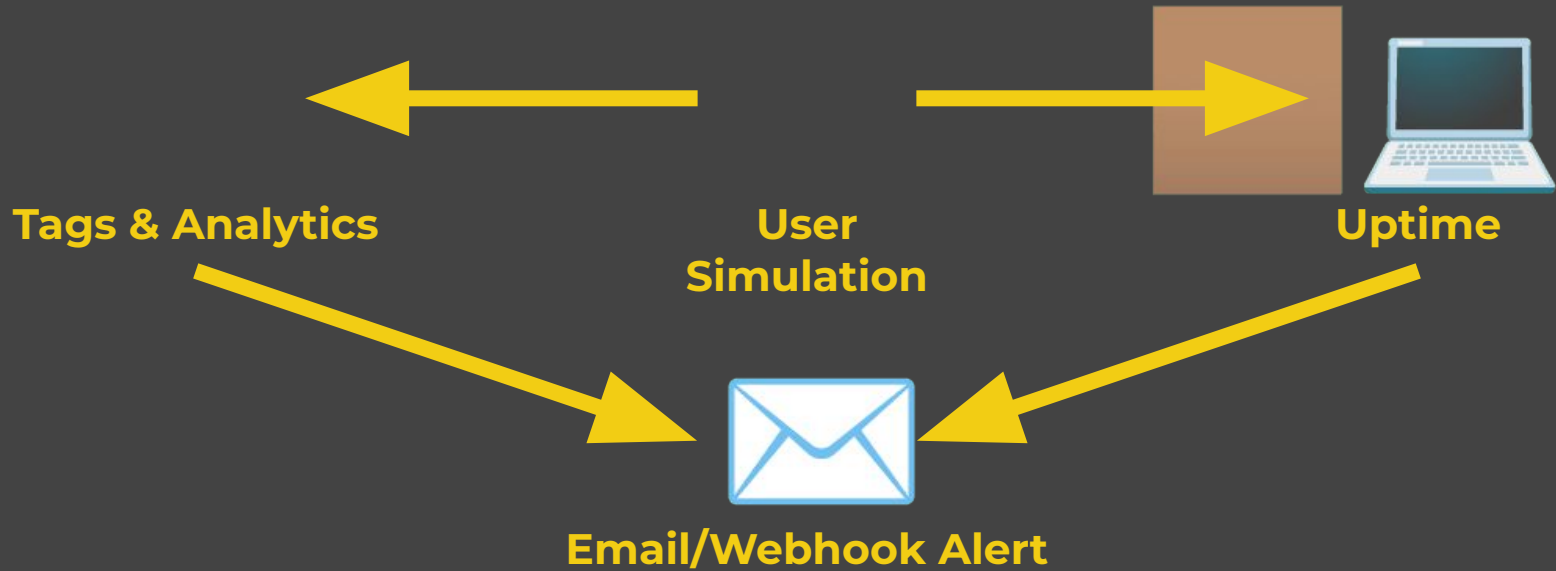 Tags & Analytics
User
Simulation
Uptime
Email/Webhook Alert